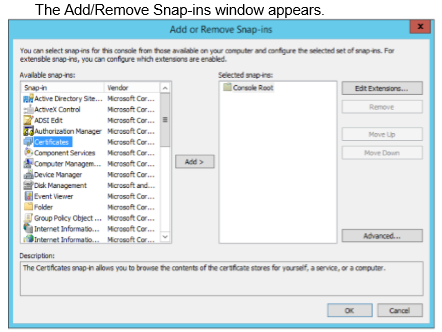 The Add/Remove Snap-ins window appears.
Add or Remove Snap-ins
x
You can select snap-ins for this console from those available on your computer and configure the selected set of snap-ins. For
extensible snap-ins, you can configure which extensions are enabled.
Available snap-ins:
Selected snap-ins:
Snap-in Vendor
Active Directory Site... Microsoft Cor...
ActiveX Control Microsoft Cor...
ADSI Edit Microsoft Cor...
Authorization Manager Microsoft Cor...
Certificates Microsoft Cor...
Component Services Microsoft Cor...
Computer Managem... Microsoft Cor...
Device Manager Microsoft Cor...
Disk Management Microsoft and...
Event Viewer Microsoft Cor...
Folder Microsoft Cor...
Group Policy Object ... Microsoft Cor...
Internet Informatio... Microsoft Cor...
Internet Informatio... Microsoft Cor...
Add >
Console Root
Edit Extensions...
Remove
Move Up
Move Down
Advanced...
Description:
The Certificates snap-in allows you to browse the contents of the certificate stores for yourself, a service, or a computer.
OK Cancel